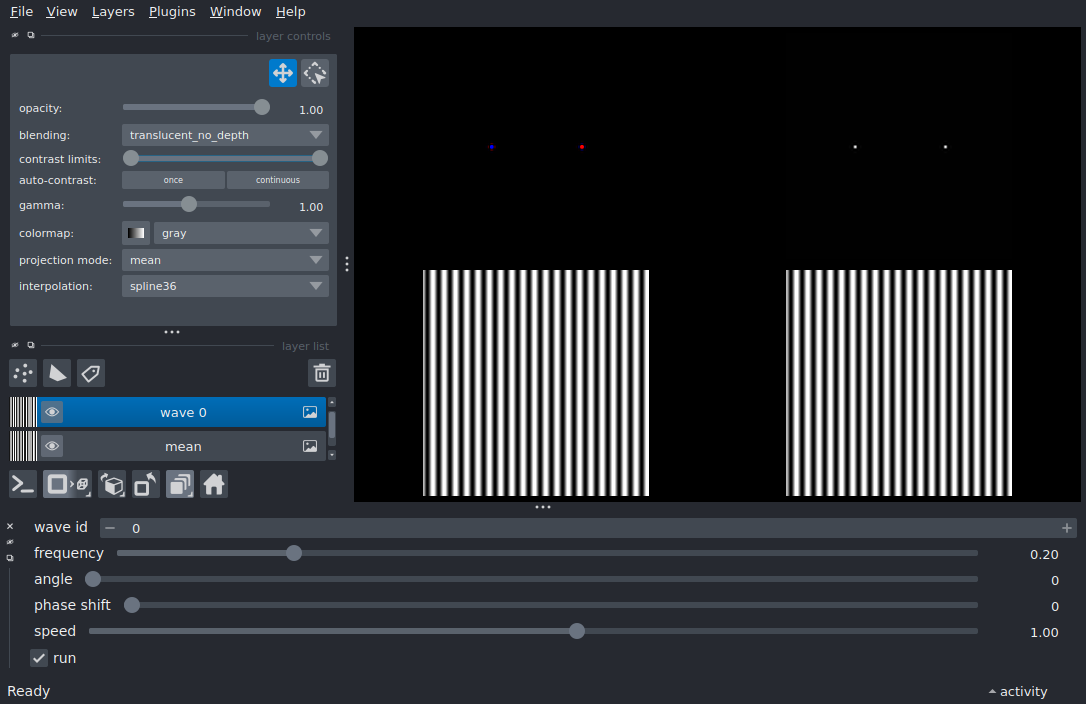 File View Layers Plugins Window Help
layer controls
opacity: 1.00
blending: translucent_no_depth
contrast limits:
auto-contrast: once continuous
gamma: 1.00
colormap: gray
projection mode: mean
interpolation: spline36
layer list
wave 0
mean
wave id 0
frequency 0.20
angle 0
phase shift 0
speed 1.00
run
Ready activity